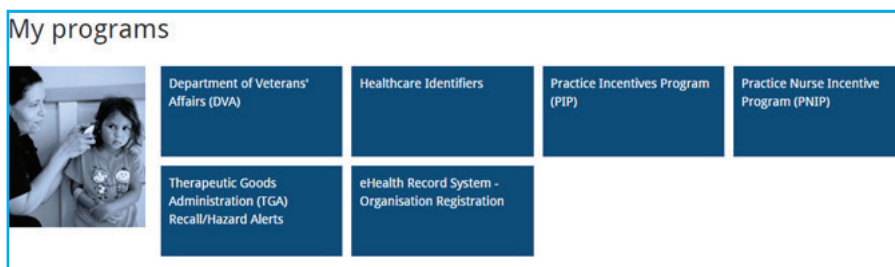 My programs
Department of Veterans'
Affairs (DVA)
Healthcare Identifiers
Practice Incentives Program
(PIP)
Practice Nurse Incentive
Program (PNIP)
Therapeutic Goods
Administration (TGA)
Recall/Hazard Alerts
eHealth Record System -
Organisation Registration